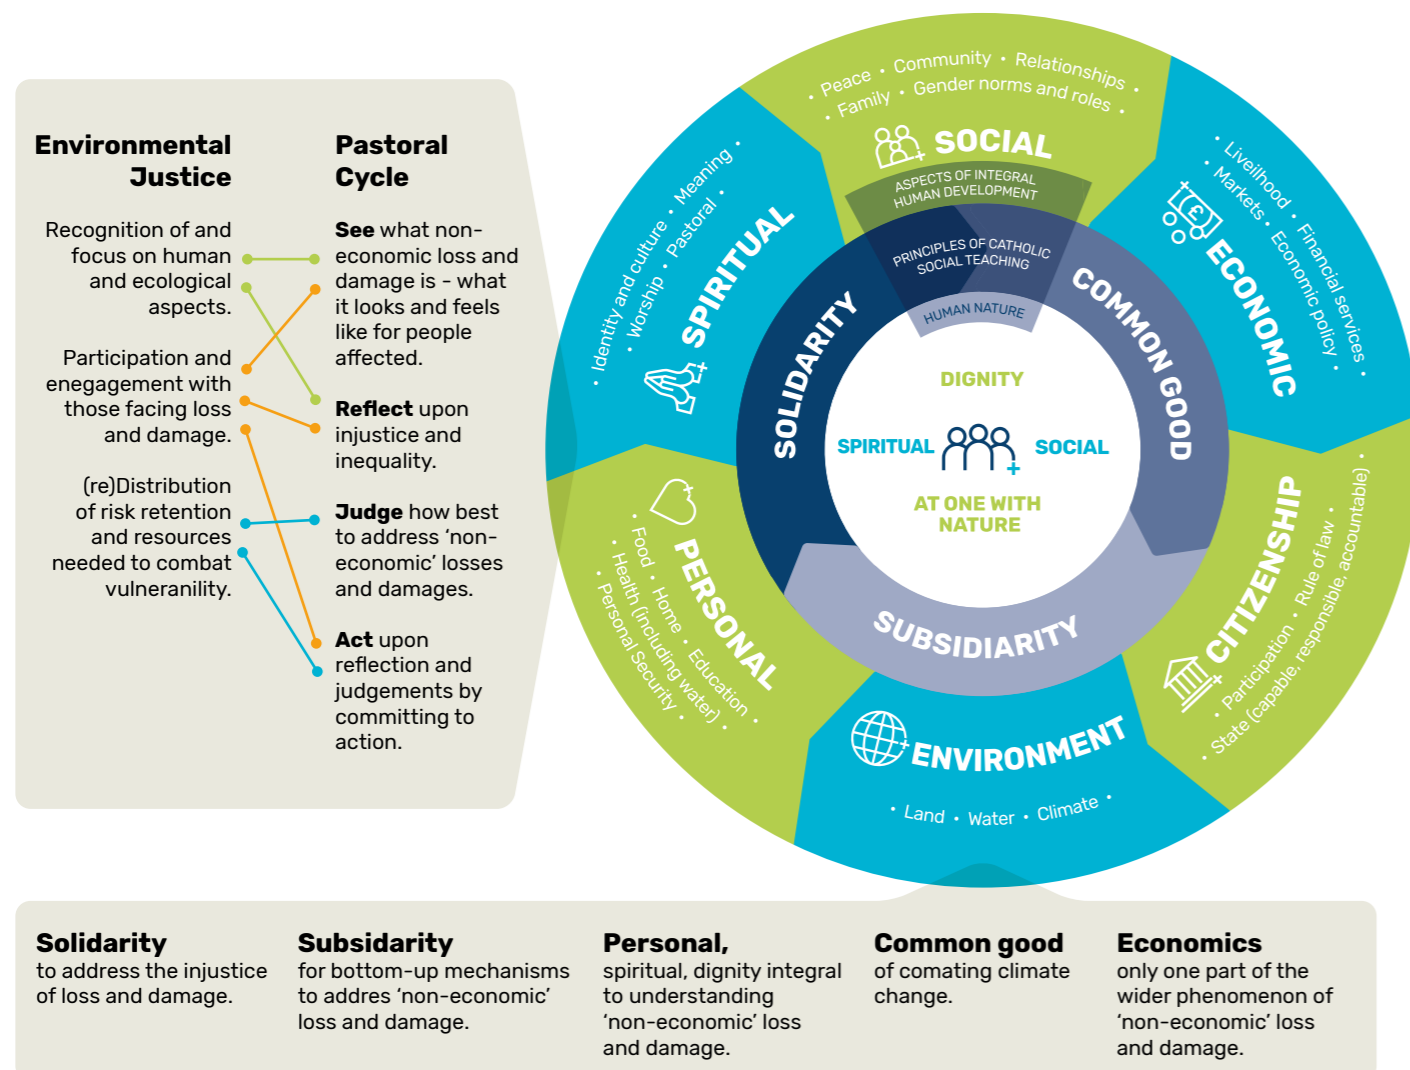 Environmental
Justice
Recognition of and
focus on human
and ecological
aspects.
Participation and
enegagement with
those facing loss
and damage.
(re)Distribution
of risk retention
and resources
needed to combat
vulneranility.
Pastoral
Cycle
See what non-
economic loss and
damage is - what
it looks and feels
like for people
affected.
Reflect upon
injustice and
inequality.
Judge how best
to address ‘non-
economic’ losses
and damages.
Act upon
reflection and
judgements by
committing to
action.
• Peace • Community • Relationships •
• Family • Gender norms and roles •
SOCIAL
ASPECTS OF INTEGRAL
HUMAN DEVELOPMENT
PRINCIPLES OF CATHOLIC
SOCIAL TEACHING
HUMAN NATURE
• Liveilhood • Financial services •
• Markets • Economic policy •
ECONOMIC
CITIZENSHIP
• Participation • Rule of law •
• State (capable, responsible, accountable) •
ENVIRONMENT
• Land • Water • Climate •
PERSONAL
• Food • Home • Education •
• Health (including water) •
• Personal Security •
• Identity and culture • Meaning •
• Worship • Pastoral •
SPIRITUAL
SOLIDARITY
COMMON GOOD
SUBSIDIARITY
DIGNITY
SPIRITUAL
SOCIAL
AT ONE WITH
NATURE
Solidarity
to address the injustice
of loss and damage.
Subsidarity
for bottom-up mechanisms
to addres ‘non-economic’
loss and damage.
Personal,
spiritual, dignity integral
to understanding
‘non-economic’ loss
and damage.
Common good
of comating climate
change.
Economics
only one part of the
wider phenomenon of
‘non-economic’ loss
and damage.